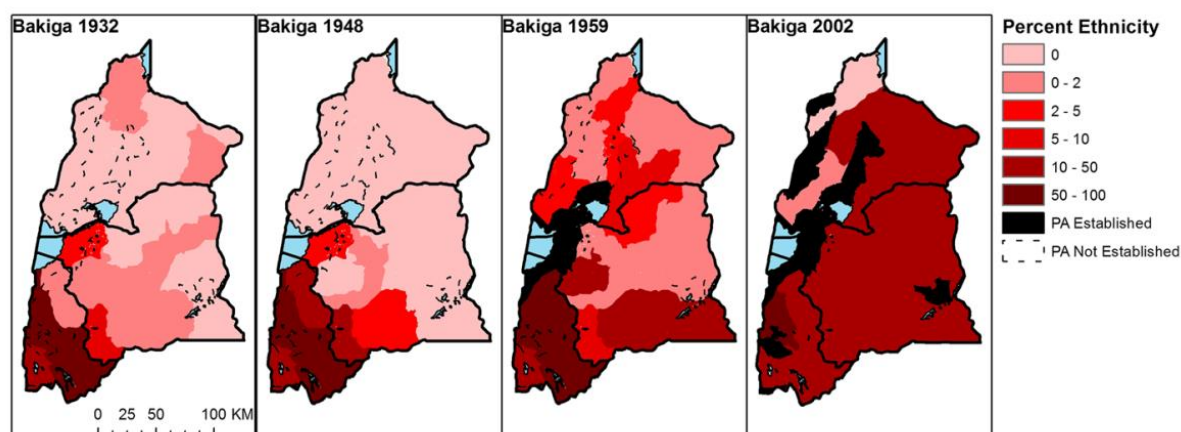 Bakiga 1932
Bakiga 1948
Bakiga 1959
Bakiga 2002
Percent Ethnicity
0
0 - 2
2 - 5
5 - 10
10 - 50
50 - 100
PA Established
PA Not Established
0 25 50 100 KM